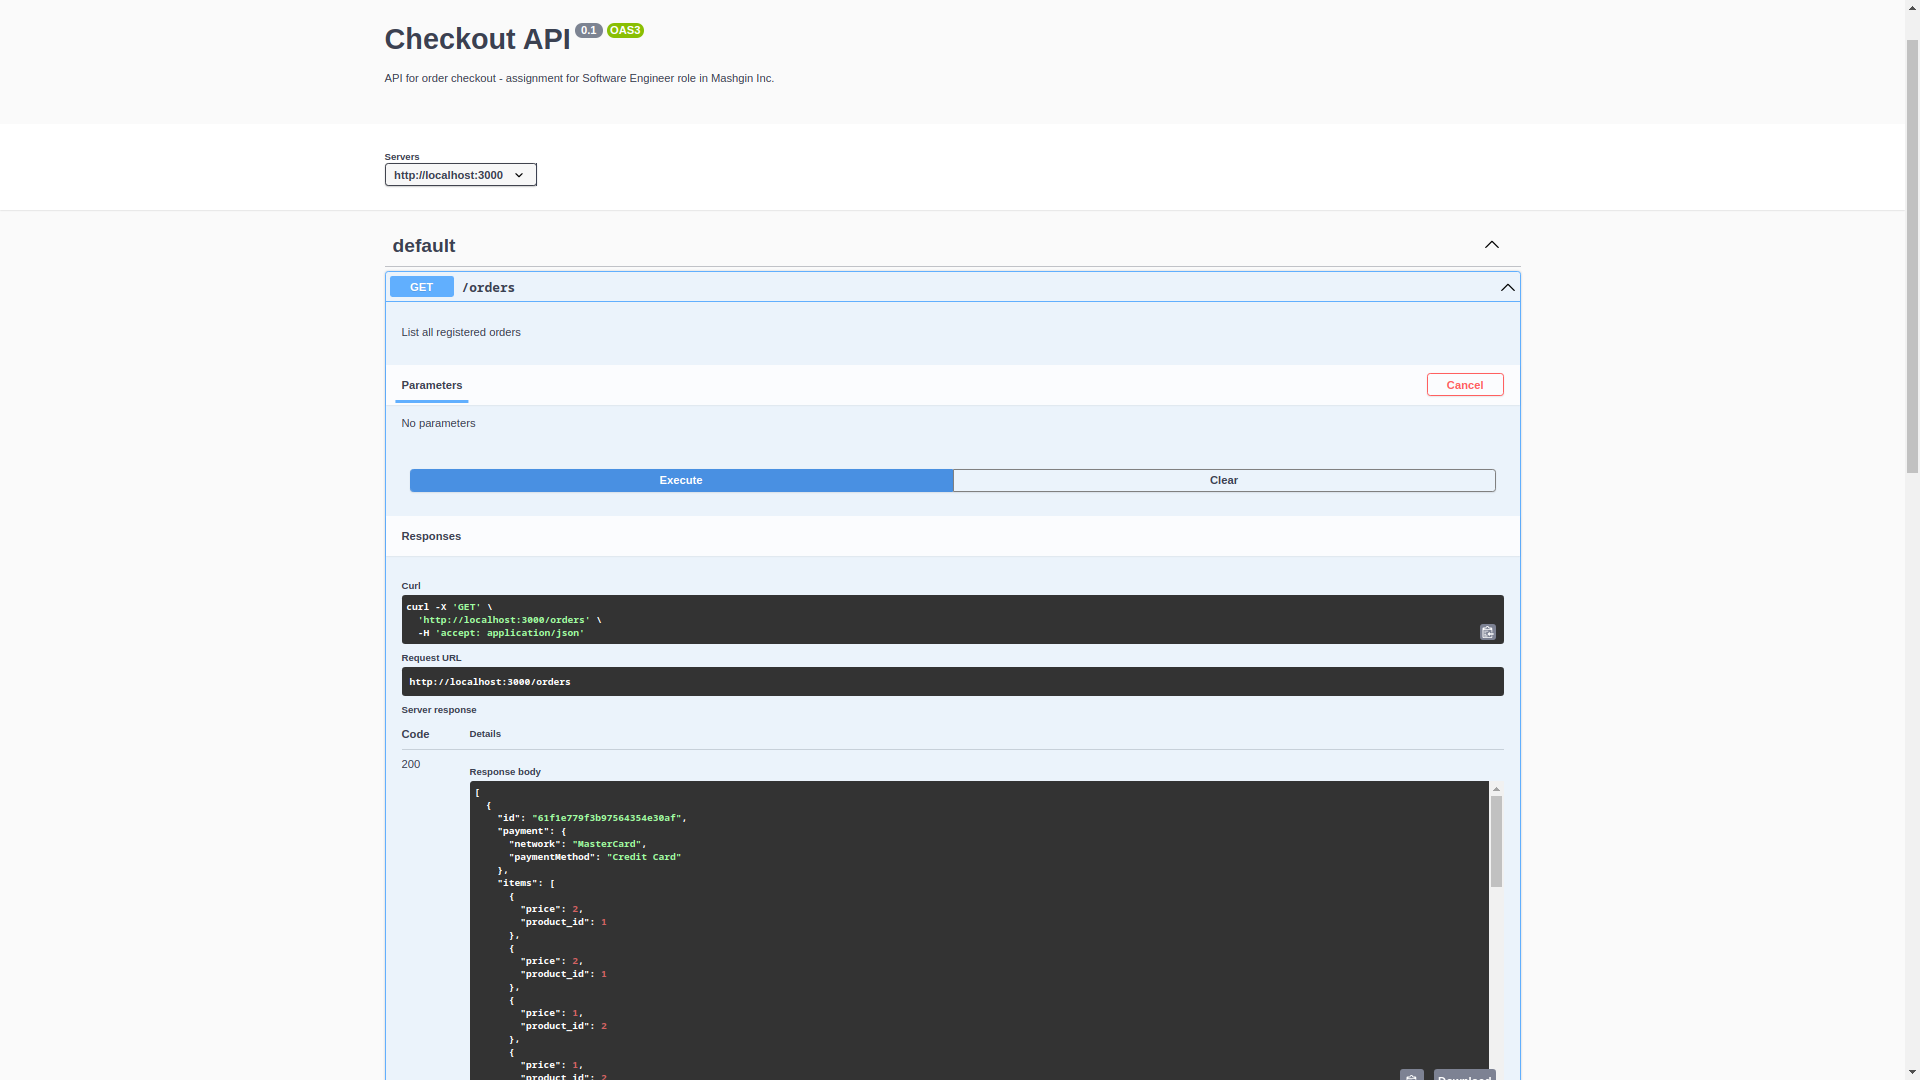 Checkout API 0.1 OAS3
API for order checkout - assignment for Software Engineer role in Mashgin Inc.
Servers
http://localhost:3000
default
GET /orders
List all registered orders
Parameters Cancel
No parameters
Execute Clear
Responses
Curl
curl -X 'GET' \
'http://localhost:3000/orders' \
-H 'accept: application/json'
Request URL
http://localhost:3000/orders
Server response
Code Details
200
Response body
[
{
"id": "61f1e779f3b97564354e30af",
"payment": {
"network": "MasterCard",
"paymentMethod": "Credit Card"
},
"items": [
{
"price": 2,
"product_id": 1
},
{
"price": 2,
"product_id": 1
},
{
"price": 1,
"product_id": 2
},
{
"price": 1,
"product_id": 2
Download